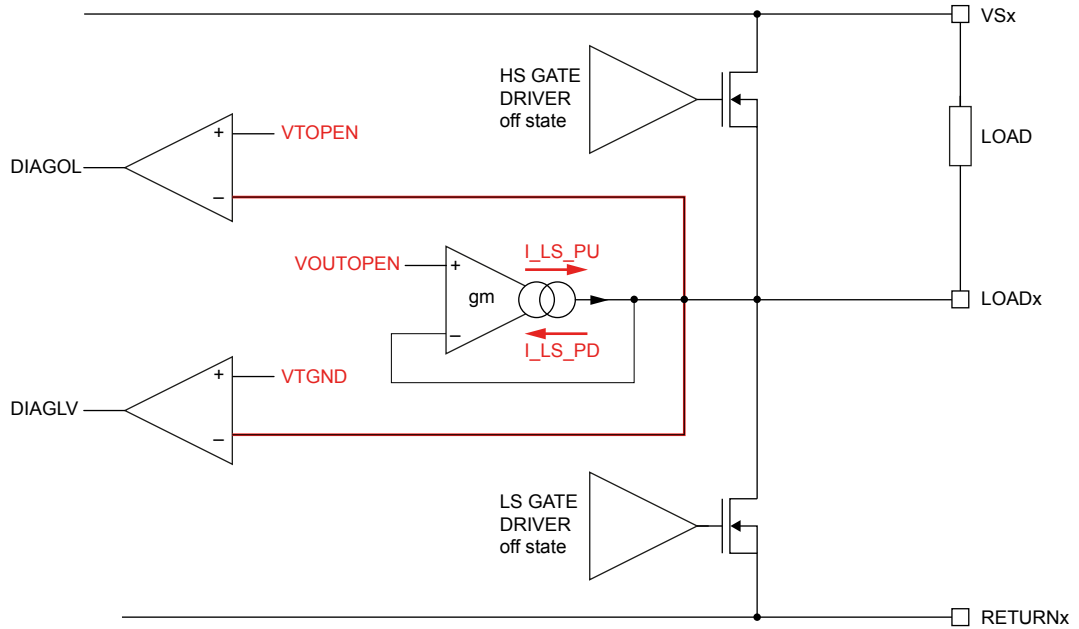 VSx
HS GATE
DRIVER
off state
+
VTOPEN
LOAD
DIAGOL
–
I_LS_PU
VOUTOPEN
+
gm
LOADx
–
I_LS_PD
+
VTGND
DIAGLV
–
LS GATE
DRIVER
off state
RETURNx